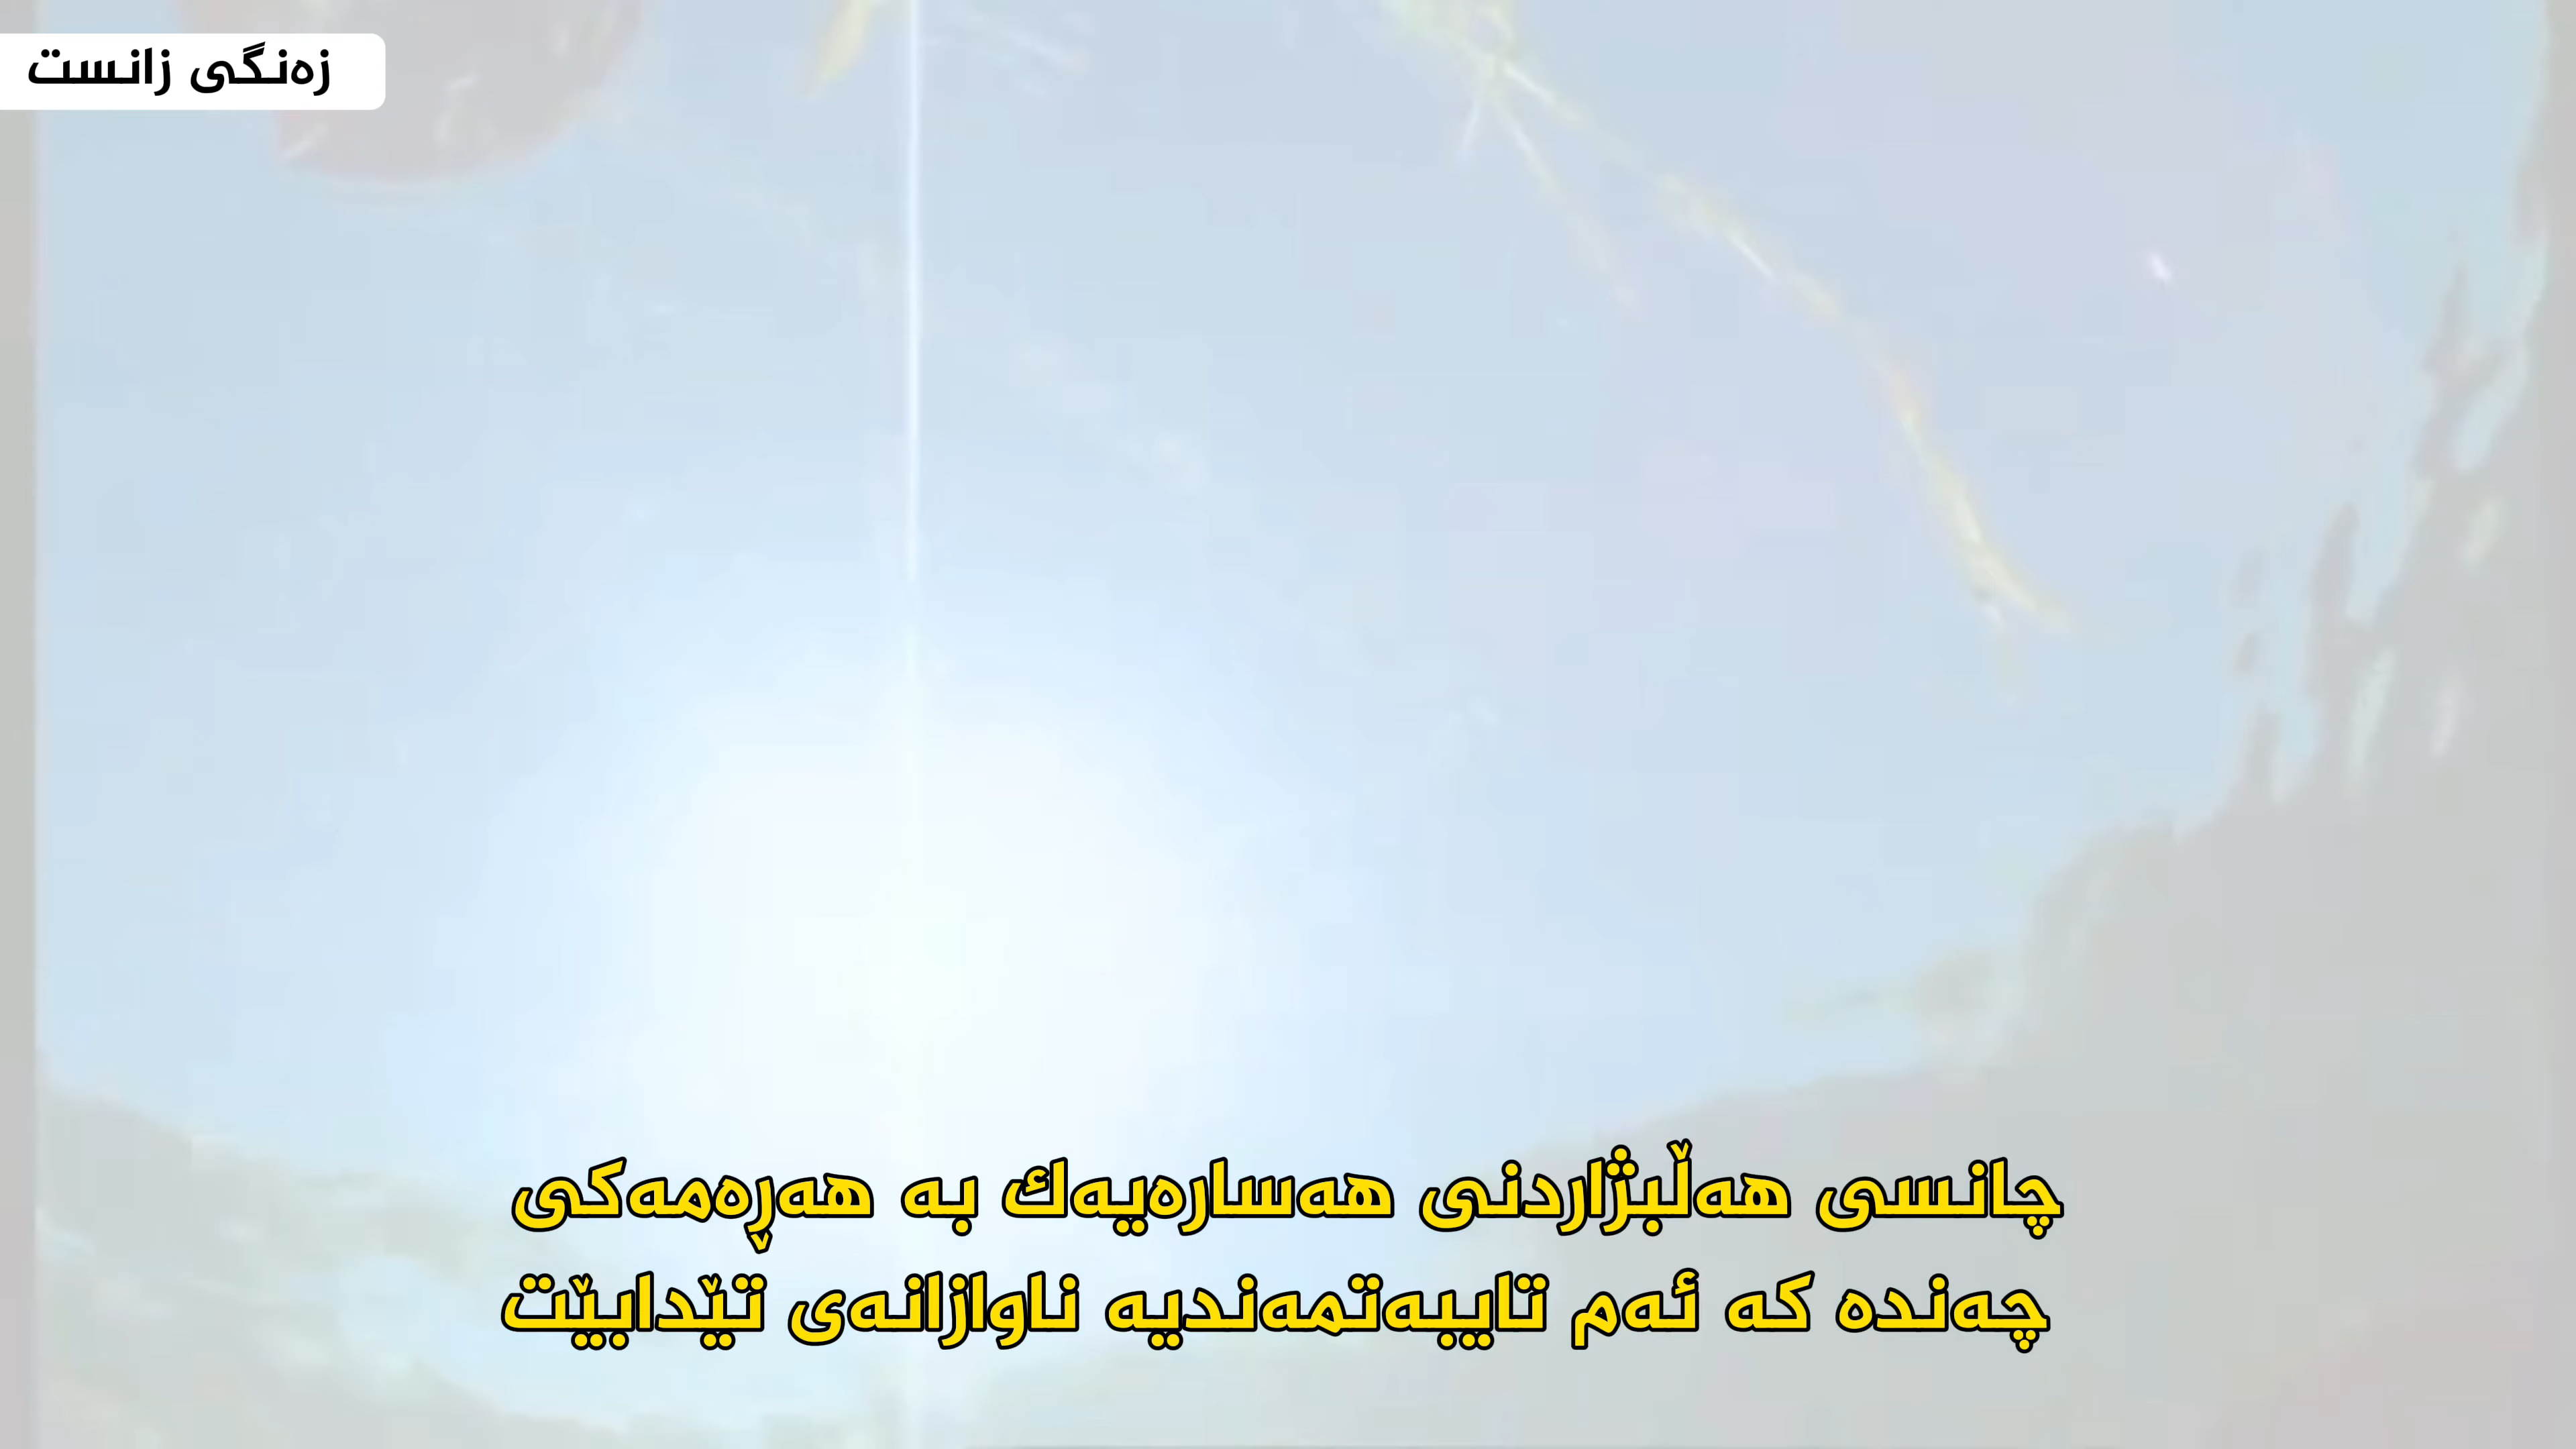 زەنگی زانست
چانسی هەڵبژاردنی هەسارەیەك بە هەڕەمەکی
چەندە کە ئەم تایبەتمەندیە ناوازانەی تێدابێت